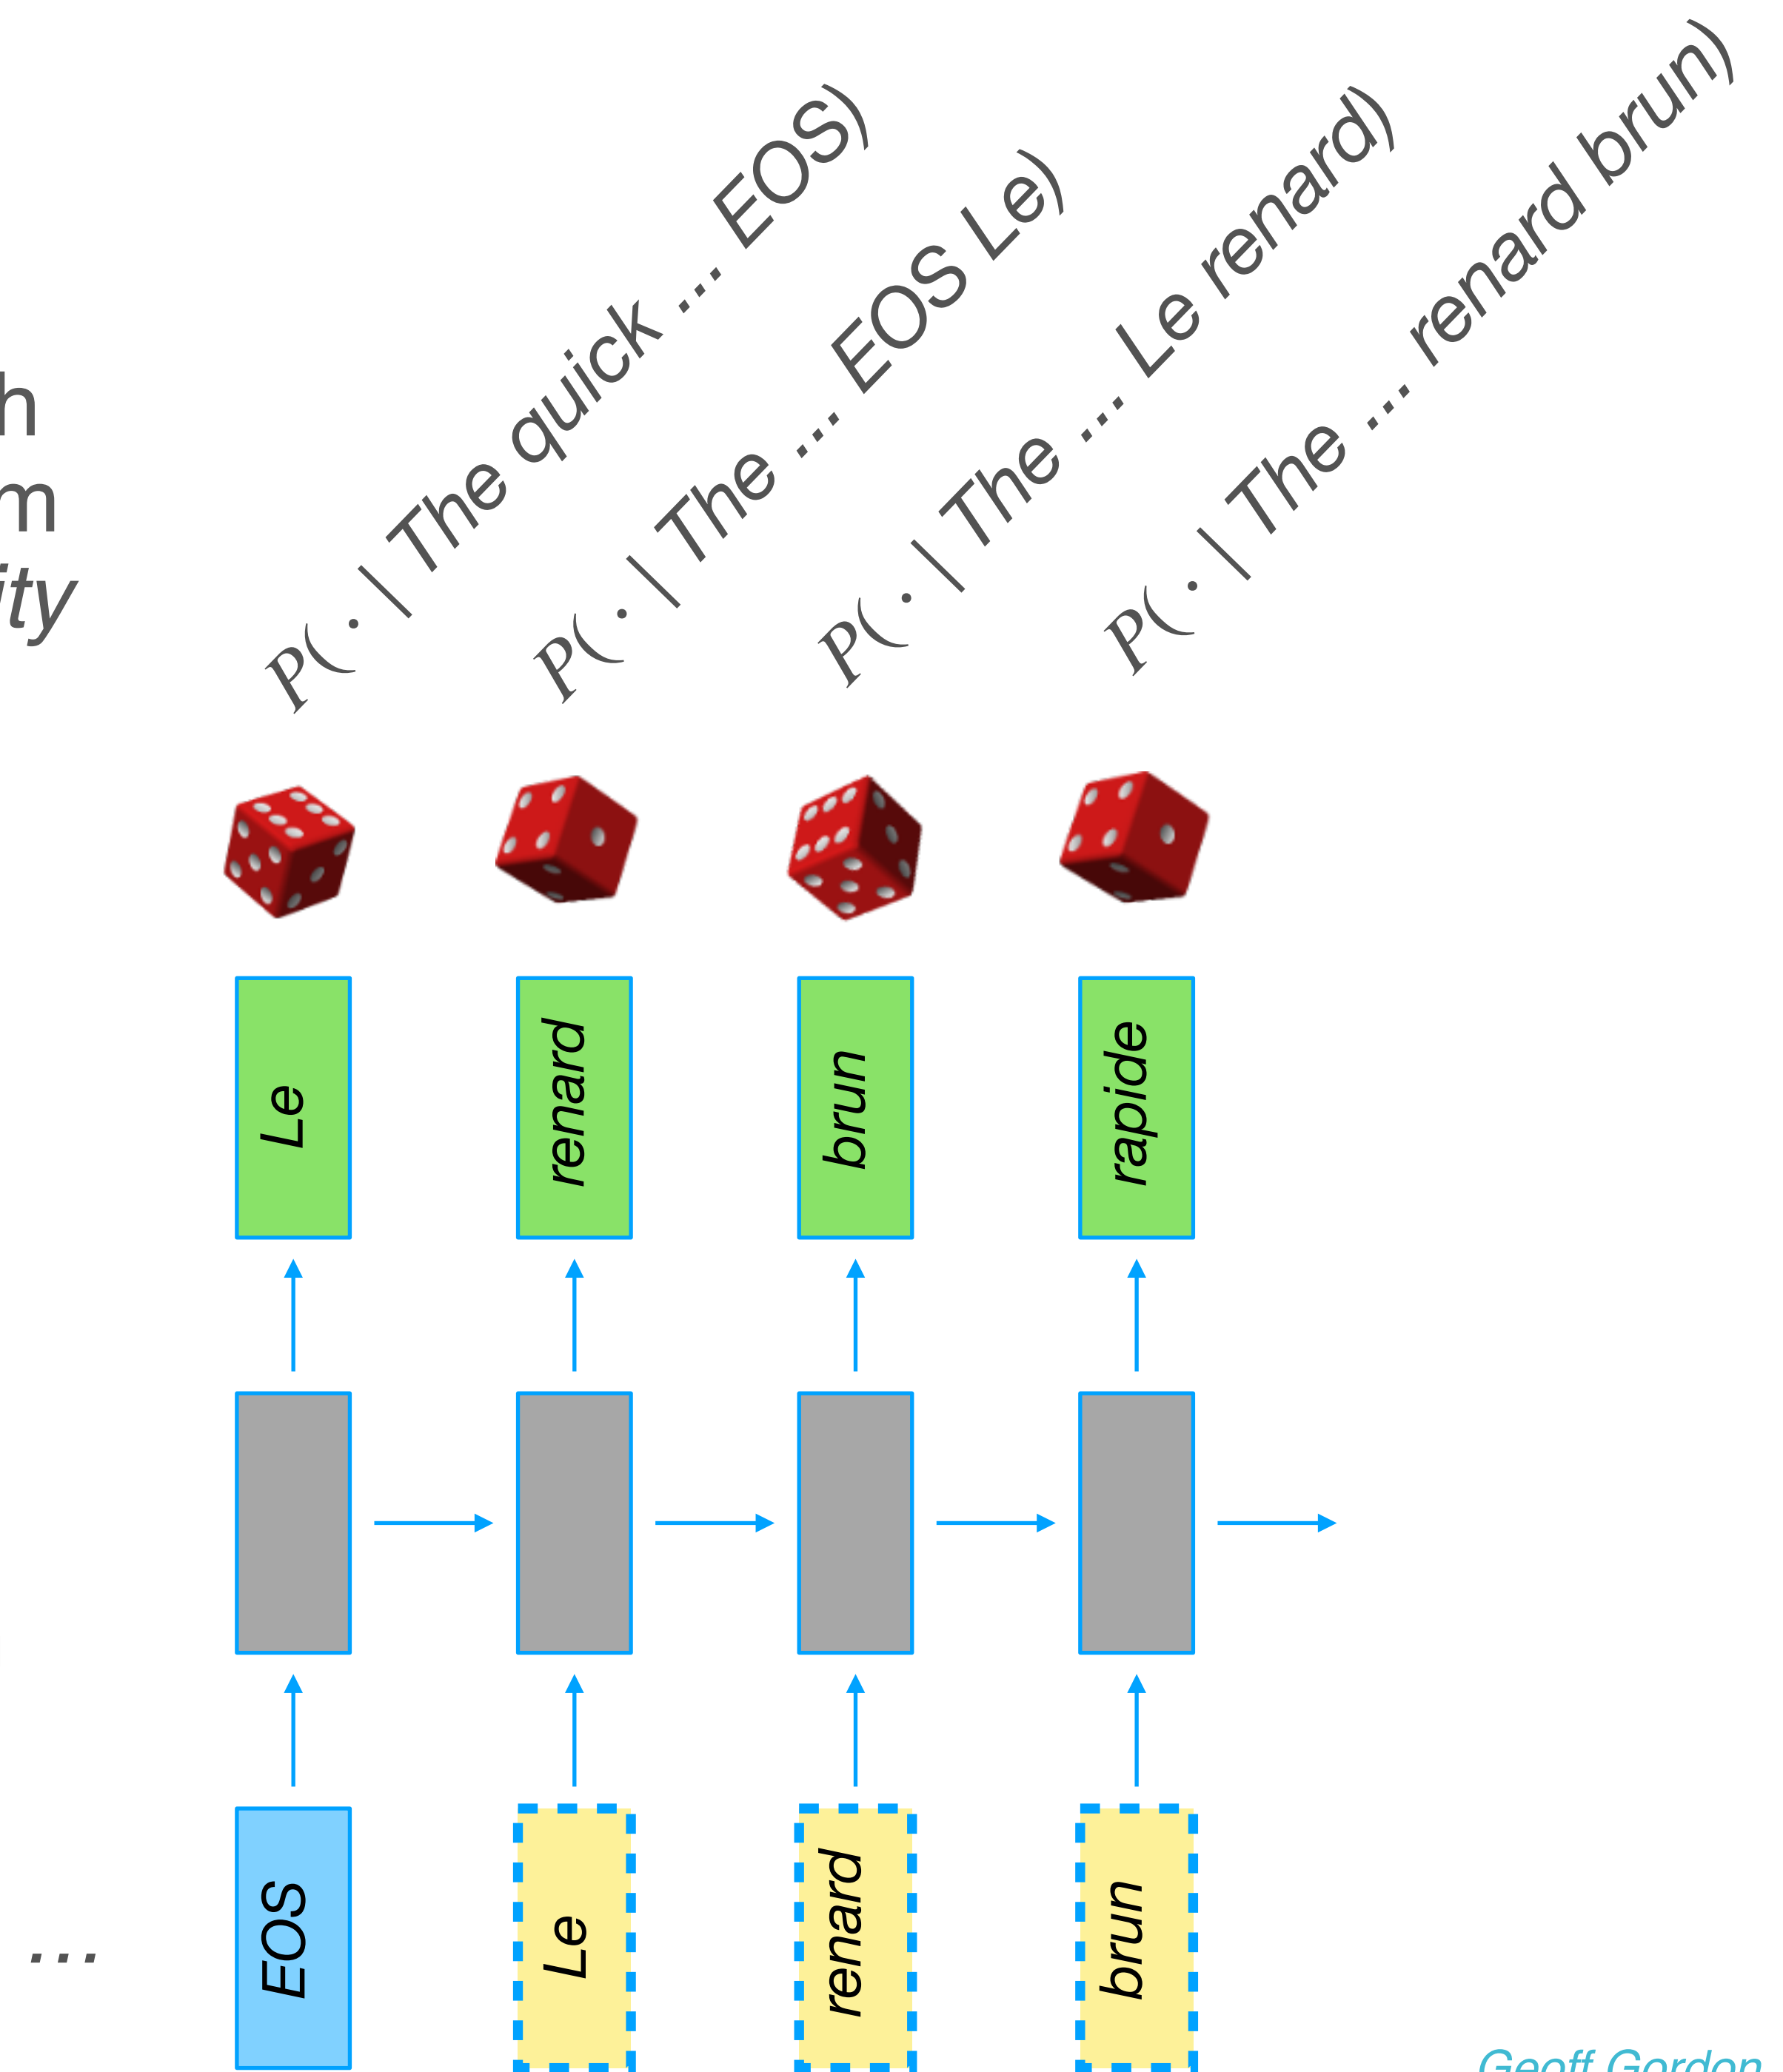 h
m
ity
P( · | The quick … EOS)
P( · | The … EOS Le)
P( · | The … Le renard)
P( · | The … renard brun)
Le
renard
brun
rapide
…
EOS
Le
renard
brun
Geoff Gordon